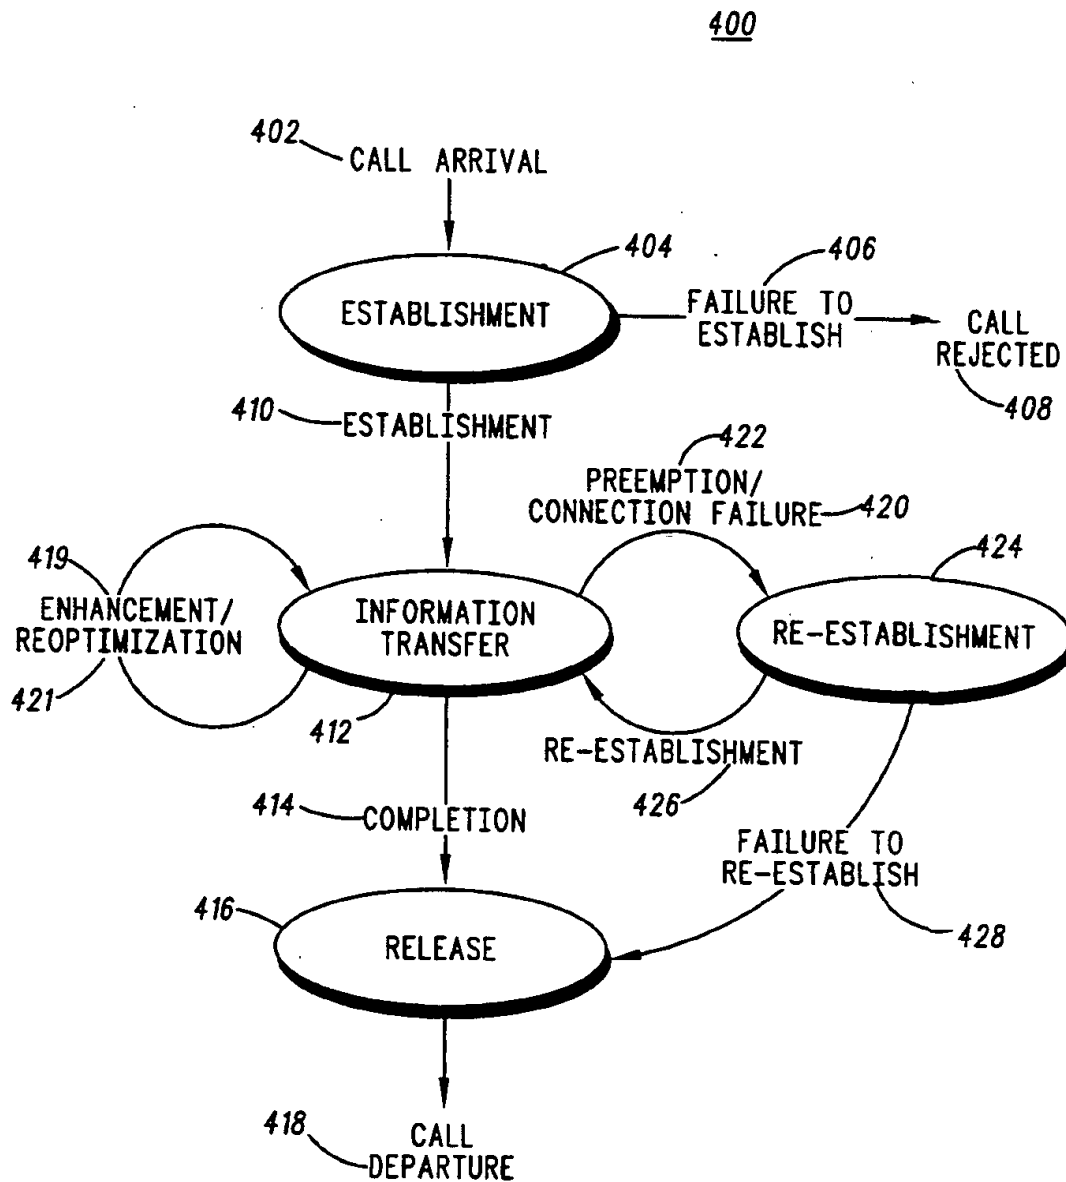 400
402
CALL ARRIVAL
404
406
ESTABLISHMENT
FAILURE TO
ESTABLISH
CALL
REJECTED
408
410
ESTABLISHMENT
422
PREEMPTION/
CONNECTION FAILURE
420
419
424
ENHANCEMENT/
REOPTIMIZATION
421
INFORMATION
TRANSFER
RE-ESTABLISHMENT
412
RE-ESTABLISHMENT
426
414
COMPLETION
FAILURE TO
RE-ESTABLISH
428
416
RELEASE
418
CALL
DEPARTURE